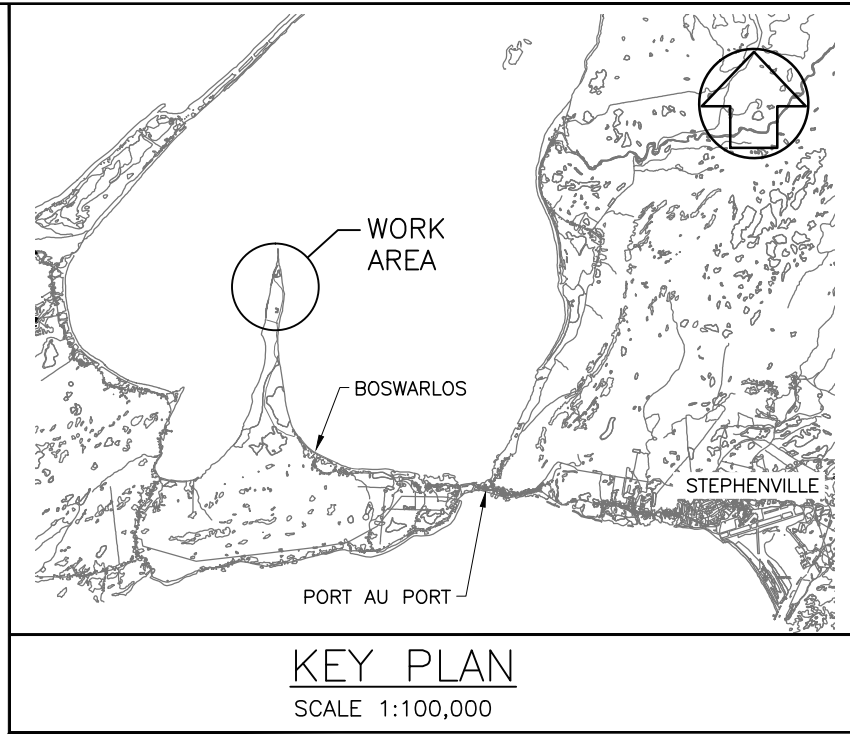 WORK
AREA
BOSWARLOS
STEPHENVILLE
PORT AU PORT
KEY PLAN
SCALE 1:100,000